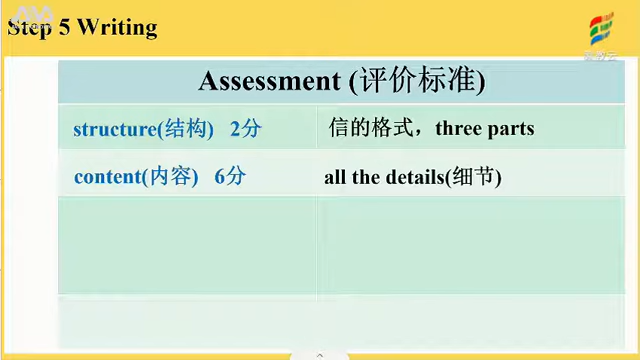 Step 5 Writing
Assessment (评价标准)
structure(结构) 2分
信的格式，three parts
content(内容) 6分
all the details(细节)